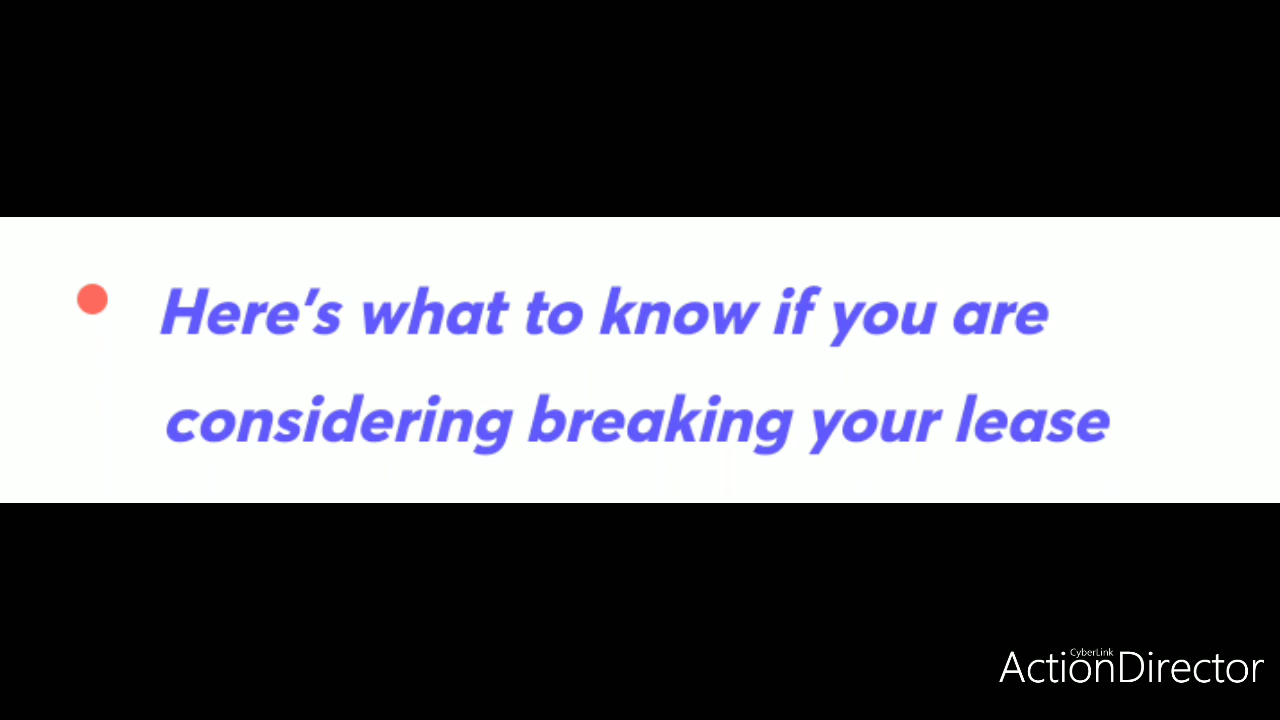 Here's what to know if you are
considering breaking your lease
CyberLink
ActionDirector